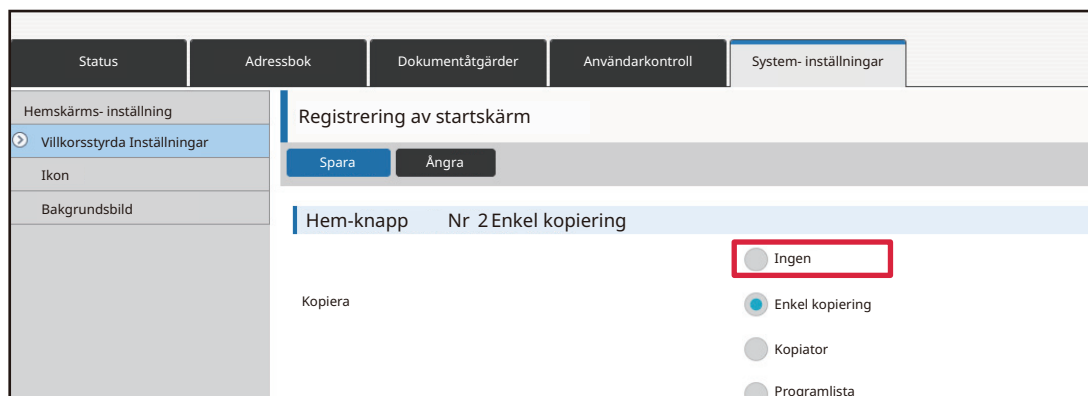 Status
Adressbok
Dokumentåtgärder
Användarkontroll
System- inställningar
Hemskärms- inställning
Villkorsstyrda Inställningar
Ikon
Bakgrundsbild
Registrering av startskärm
Spara
Ångra
Hem-knapp Nr 2 Enkel kopiering
Ingen
Kopiera
Enkel kopiering
Kopiator
Programlista